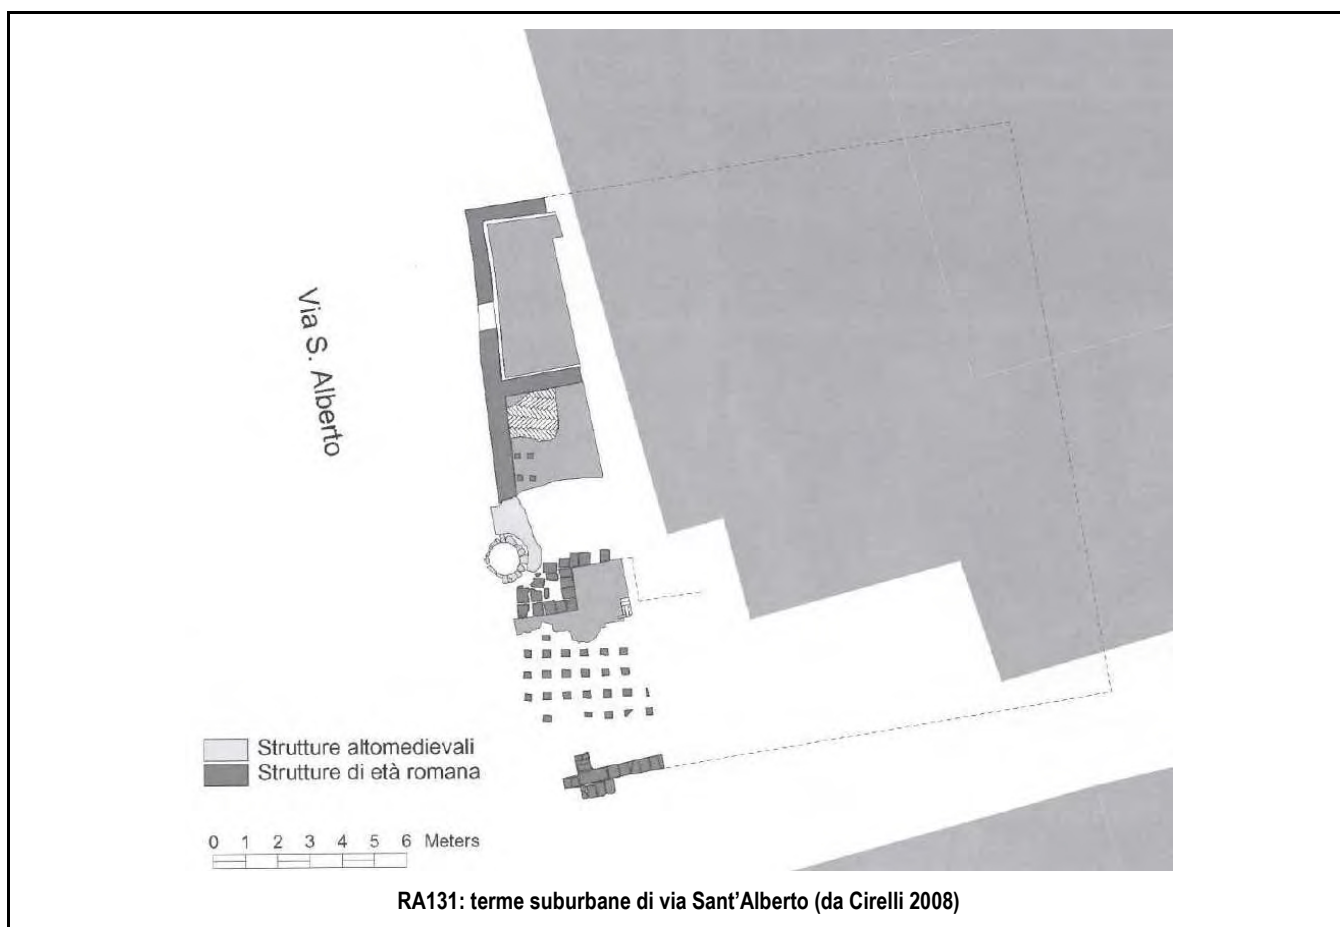 Via S. Alberto
Strutture altomedievali
Strutture di età romana
0 1 2 3 4 5 6 Meters
RA131: terme suburbane di via Sant'Alberto (da Cirelli 2008)